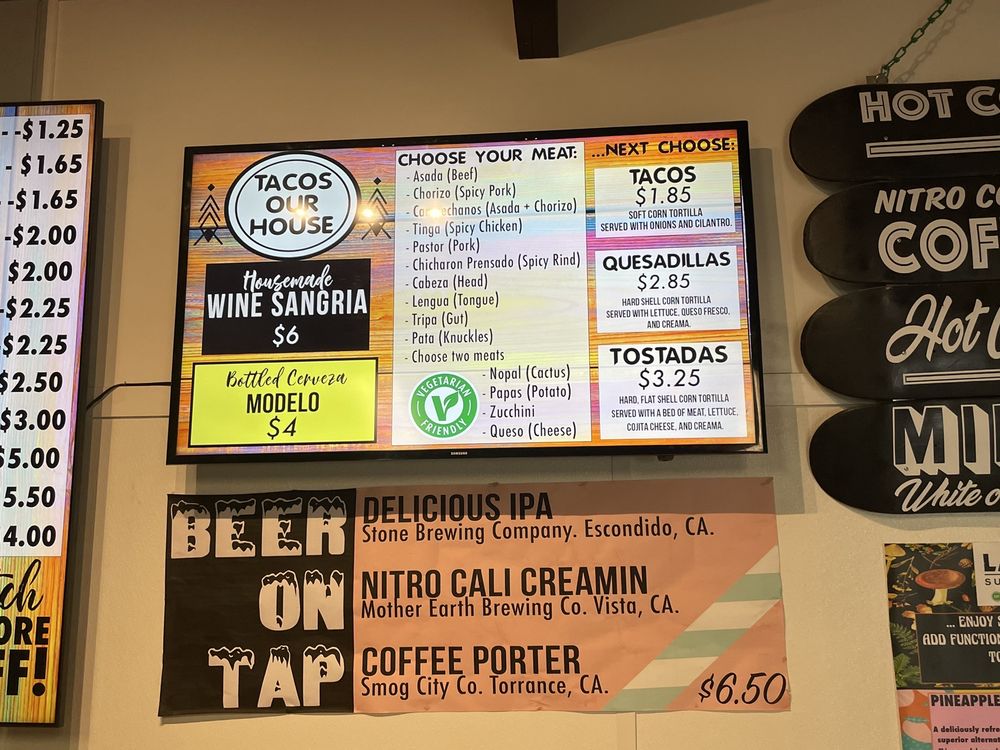 --$1.25
- $1.65
--$1.65
-$2.00
$2.00
-$2.25
$2.25
$2.50
$3.00
$5.00
5.50
4.00
TACOS
OUR
HOUSE
Housemade
WINE SANGRIA
$6
Bottled Cerveza
MODELO
$4
CHOOSE YOUR MEAT:
- Asada (Beef)
- Chorizo (Spicy Pork)
- (Asada + Chorizo)
- Tinga (Spicy Chicken)
- Pastor (Pork)
- Chicharon Prensado (Spicy Rind)
- Cabeza (Head)
- Lengua (Tongue)
- Tripa (Gut)
- Pata (Knuckles)
- Choose two meats
VEGETARIAN
V
FRIENDLY
- Nopal (Cactus)
- Papas (Potato)
- Zucchini
- Queso (Cheese)
...NEXT CHOOSE:
TACOS
$1.85
SOFT CORN TORTILLA
SERVED WITH ONIONS AND CILANTRO.
QUESADILLAS
$2.85
HARD SHELL CORN TORTILLA
SERVED WITH LETTUCE, QUESO FRESCO,
AND CREAMA.
TOSTADAS
$3.25
HARD, FLAT SHELL CORN TORTILLA
SERVED WITH A BED OF MEAT, LETTUCE,
COJITA CHEESE, AND CREAMA.
BEER
ON
TAP
DELICIOUS IPA
Stone Brewing Company. Escondido, CA.
NITRO CALI CREAMIN
Mother Earth Brewing Co. Vista, CA.
COFFEE PORTER
Smog City Co. Torrance, CA.
$6.50
HOT
NITRO
COF
Hot
MI
White
... ENJOY
ADD
PINEAPPLE
A deliciously
superior
SAMSUNG